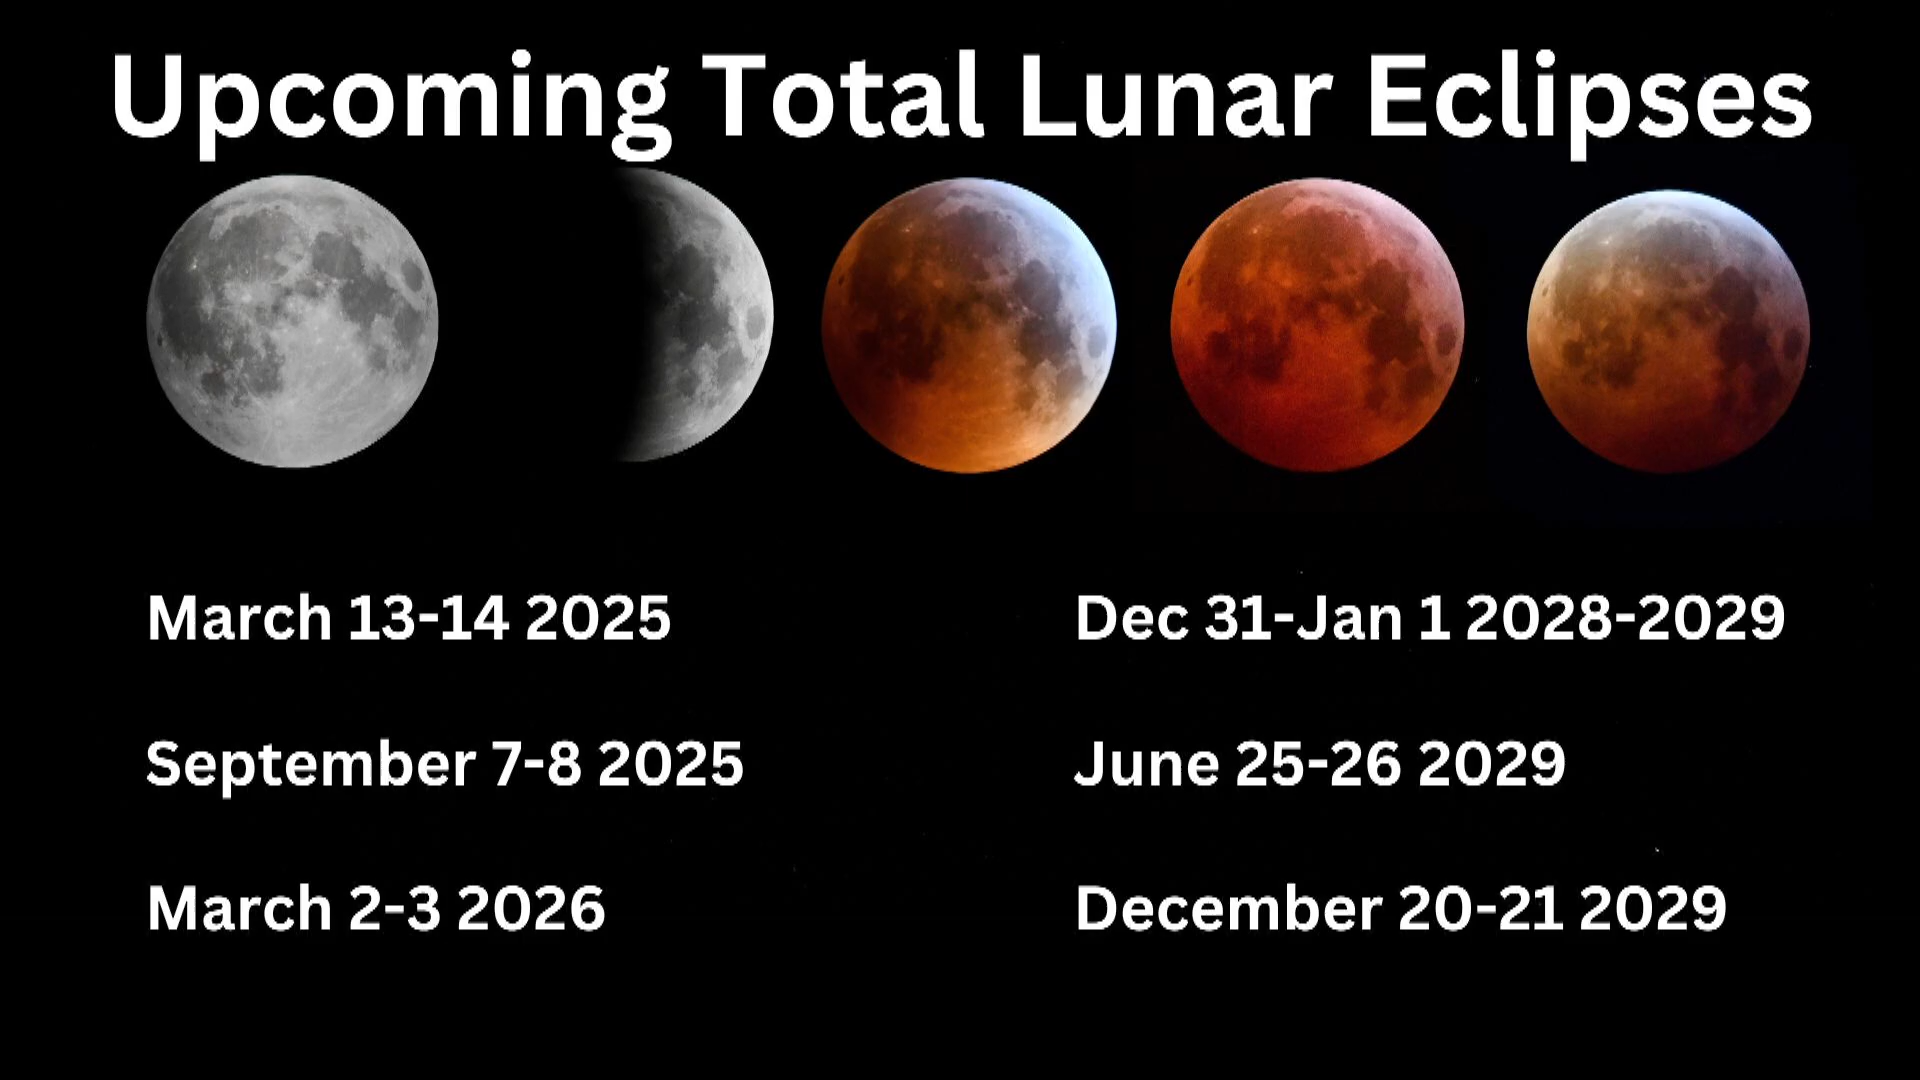 Upcoming Total Lunar Eclipses
March 13-14 2025
September 7-8 2025
March 2-3 2026
Dec 31-Jan 1 2028-2029
June 25-26 2029
December 20-21 2029